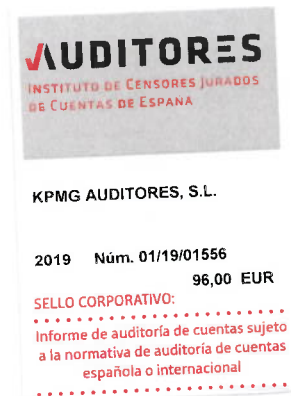 AUDITORES
INSTITUTO DE CENSORES JURADOS
DE CUENTAS DE ESPAÑA
KPMG AUDITORES, S.L.
2019 Núm. 01/19/01556
96,00 EUR
SELLO CORPORATIVO:
Informe de auditoría de cuentas sujeto
a la normativa de auditoría de cuentas
española o internacional